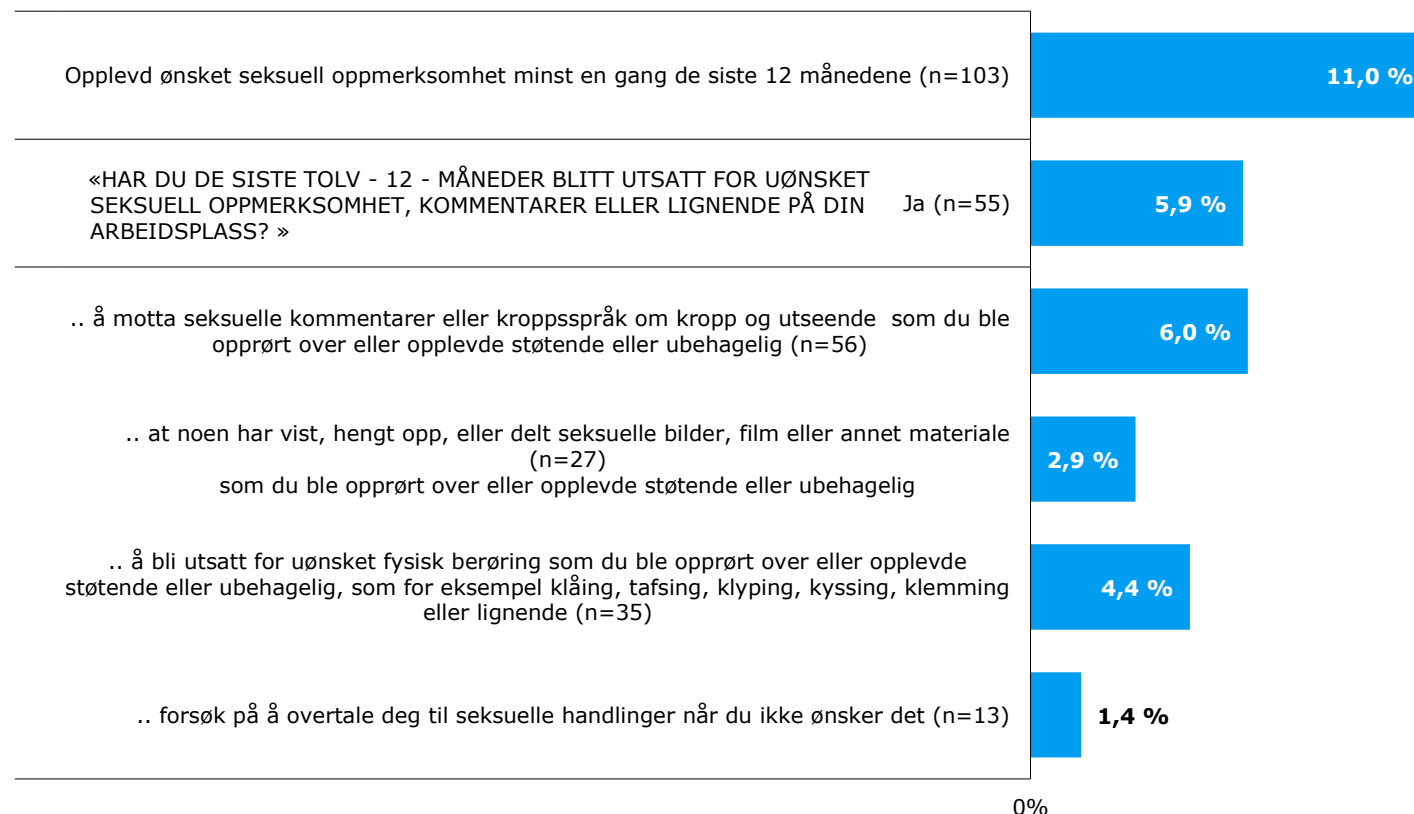 Opplevd ønsket seksuell oppmerksomhet minst en gang de siste 12 månedene (n=103)
11,0 %
«HAR DU DE SISTE TOLV - 12 - MÅNEDER BLITT UTSATT FOR UØNSKET
SEKSUELL OPPMERKSOMHET, KOMMENTARER ELLER LIGNENDE PÅ DIN
ARBEIDSPLASS? »
Ja (n=55)
5,9 %
.. å motta seksuelle kommentarer eller kroppsspråk om kropp og utseende  som du ble
opprørt over eller opplevde støtende eller ubehagelig (n=56)
6,0 %
.. at noen har vist, hengt opp, eller delt seksuelle bilder, film eller annet materiale
(n=27)
som du ble opprørt over eller opplevde støtende eller ubehagelig
2,9 %
.. å bli utsatt for uønsket fysisk berøring som du ble opprørt over eller opplevde
støtende eller ubehagelig, som for eksempel klåing, tafsing, klyping, kyssing, klemming
eller lignende (n=35)
4,4 %
.. forsøk på å overtale deg til seksuelle handlinger når du ikke ønsker det (n=13)
1,4 %
0%